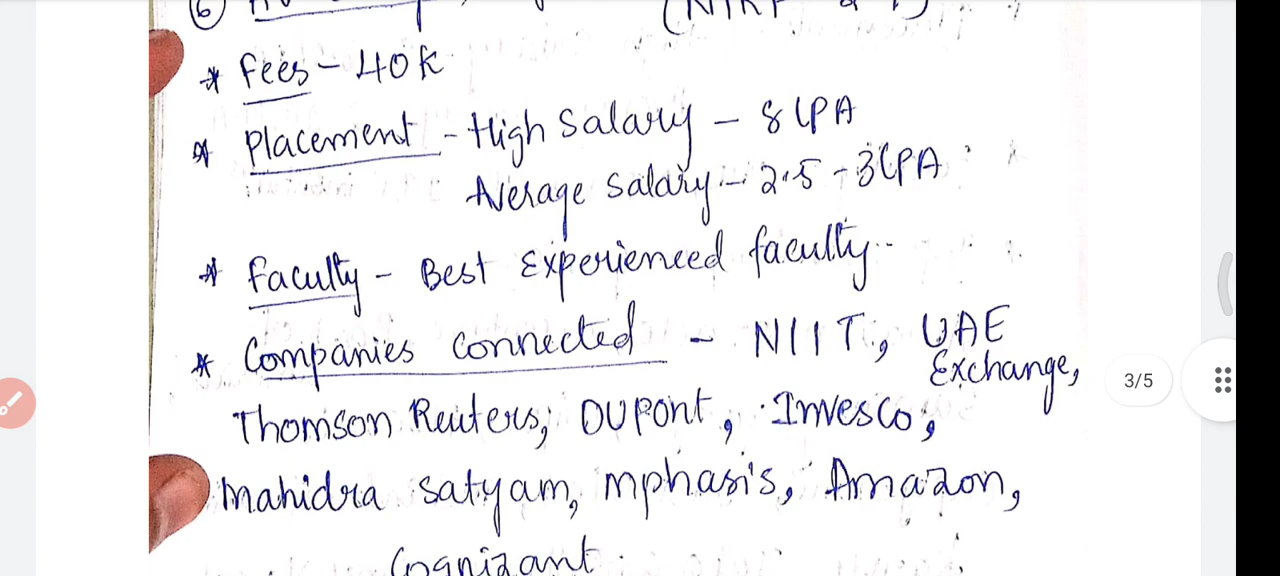 * Fees - 40k
* Placement - High Salary - 8 LPA
Average Salary - 2.5 - 3 LPA
* Faculty - Best Experienced faculty
* Companies Connected - NIIT, UAE
Exchange,
Thomson Reuters, DUPont, Invesco,
Mahidra Satyam, mphasis, Amazon,
Cognizant
3/5